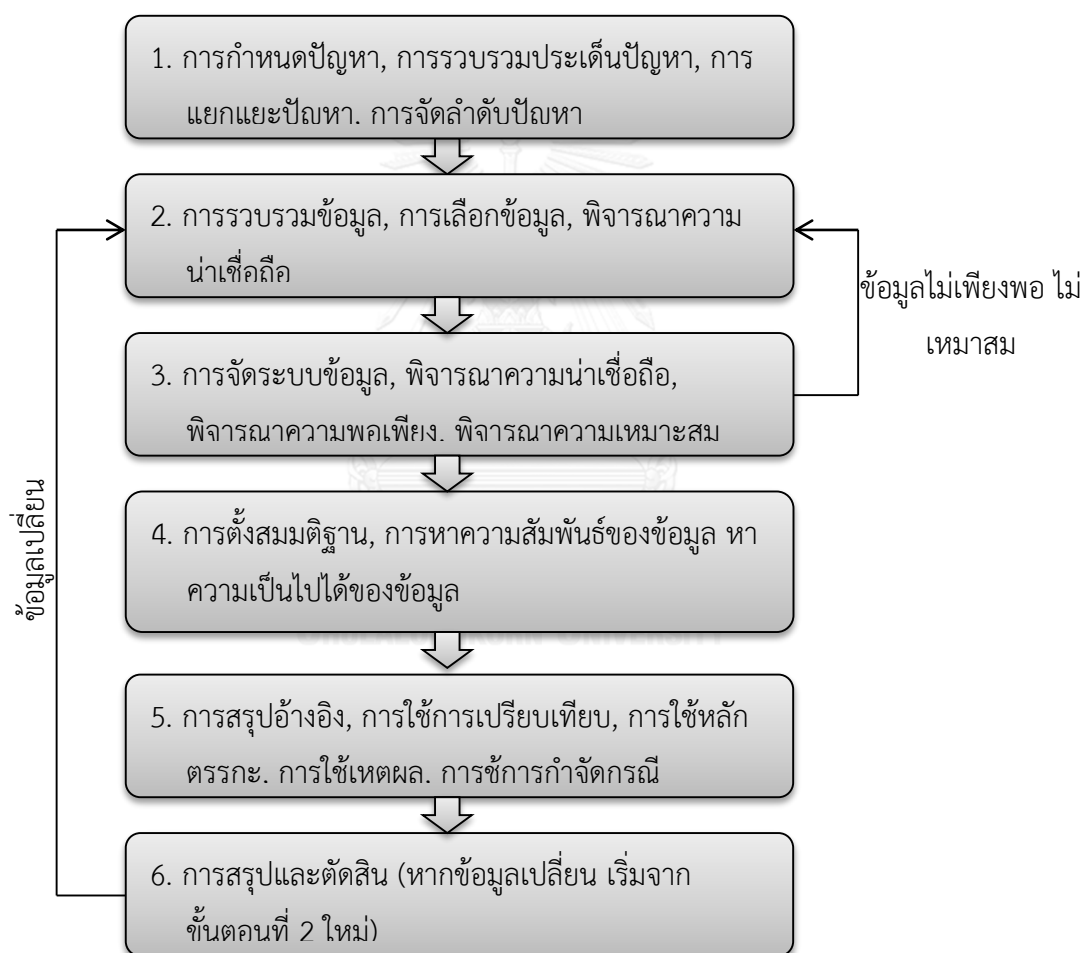 1. การกำหนดปัญหา, การรวบรวมประเด็นปัญหา, การ
แยกแยะปัญหา. การจัดลำดับปัญหา
2. การรวบรวมข้อมูล, การเลือกข้อมูล, พิจารณาความ
น่าเชื่อถือ
ข้อมูลไม่เพียงพอ ไม่
เหมาสม
3. การจัดระบบข้อมูล, พิจารณาความน่าเชื่อถือ,
พิจารณาความพอเพียง. พิจารณาความเหมาะสม
4. การตั้งสมมติฐาน, การหาความสัมพันธ์ของข้อมูล หา
ความเป็นไปได้ของข้อมูล
ข้อมูลเปลี่ยน
CHULALONGKORN UNIVERSITY
5. การสรุปอ้างอิง, การใช้การเปรียบเทียบ, การใช้หลัก
ตรรกะ. การใช้เหตผล. การช้การกำจัดกรณี
6. การสรุปและตัดสิน (หากข้อมูลเปลี่ยน เริ่มจาก
ขั้นตอนที่ 2 ใหม่)